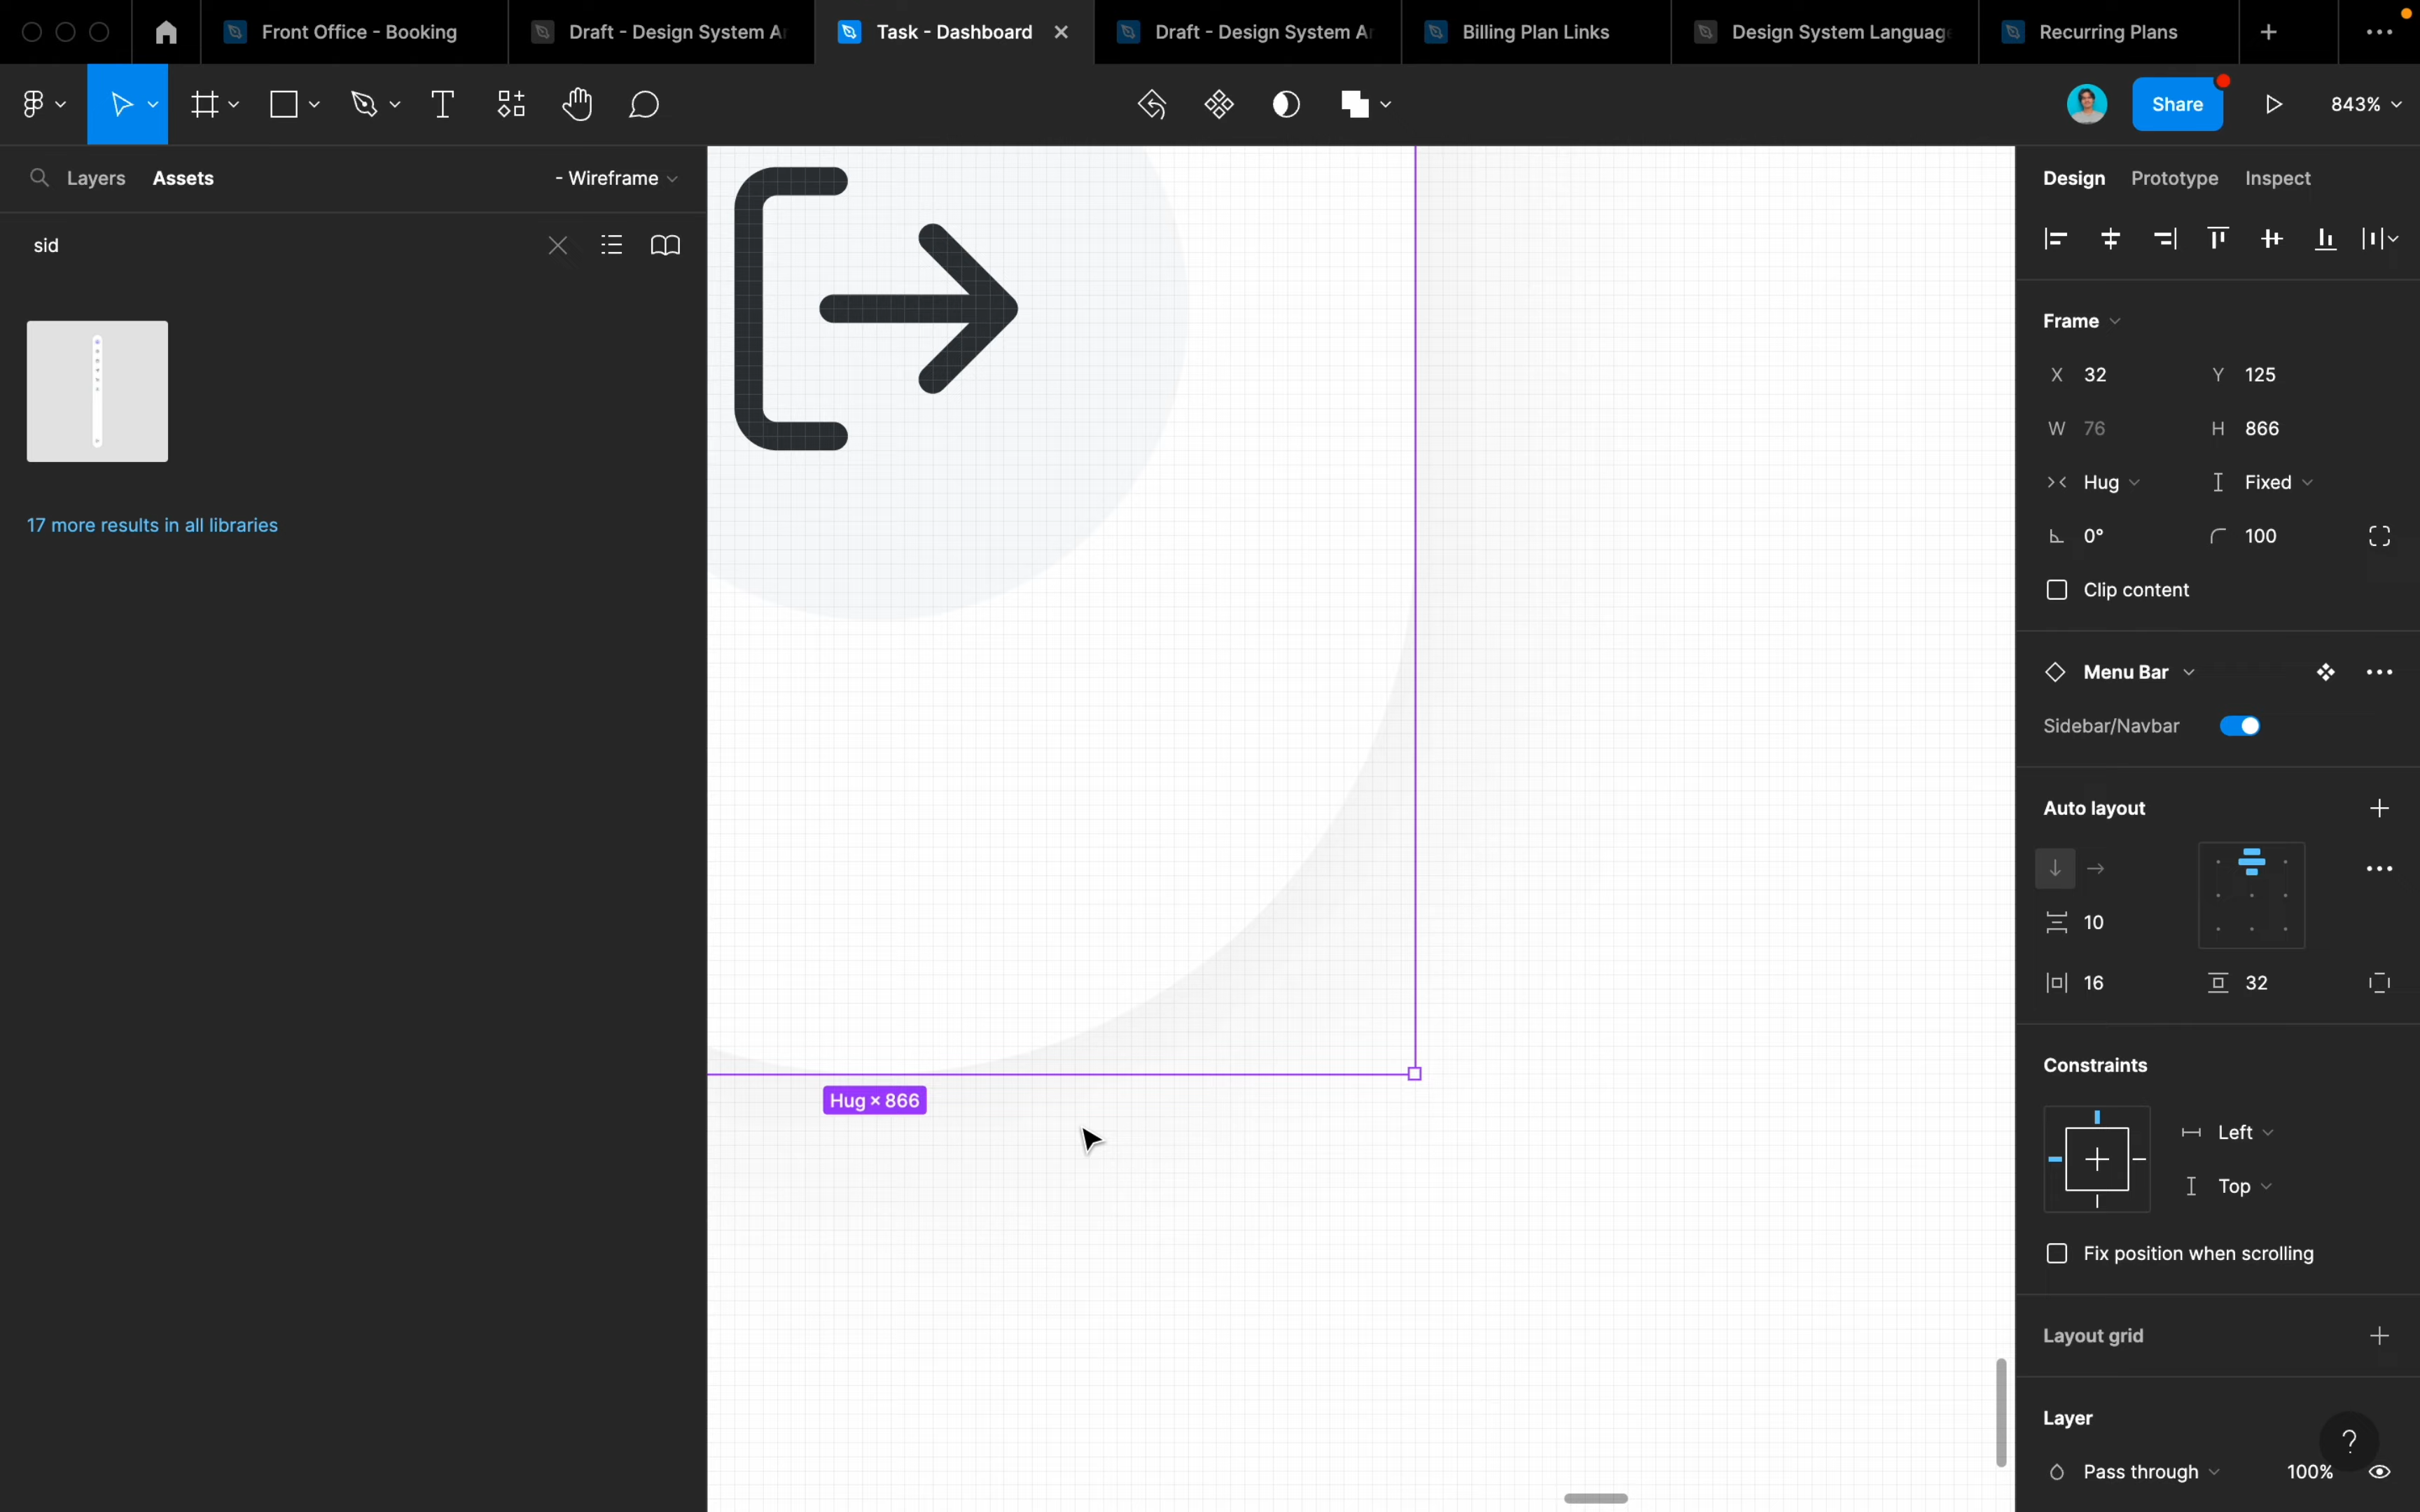 Front Office - Booking
Draft - Design System Ar
Task - Dashboard
Draft - Design System Ar
Billing Plan Links
Design System Language
Recurring Plans
Share
843%
Layers
Assets
- Wireframe
sid
17 more results in all libraries
Hug × 866
Design
Prototype
Inspect
Frame
X 32
Y 125
W 76
H 866
Hug
Fixed
0°
100
Clip content
Menu Bar
Sidebar/Navbar
Auto layout
10
16
32
Constraints
Left
Top
Fix position when scrolling
Layout grid
Layer
?
Pass through
100%